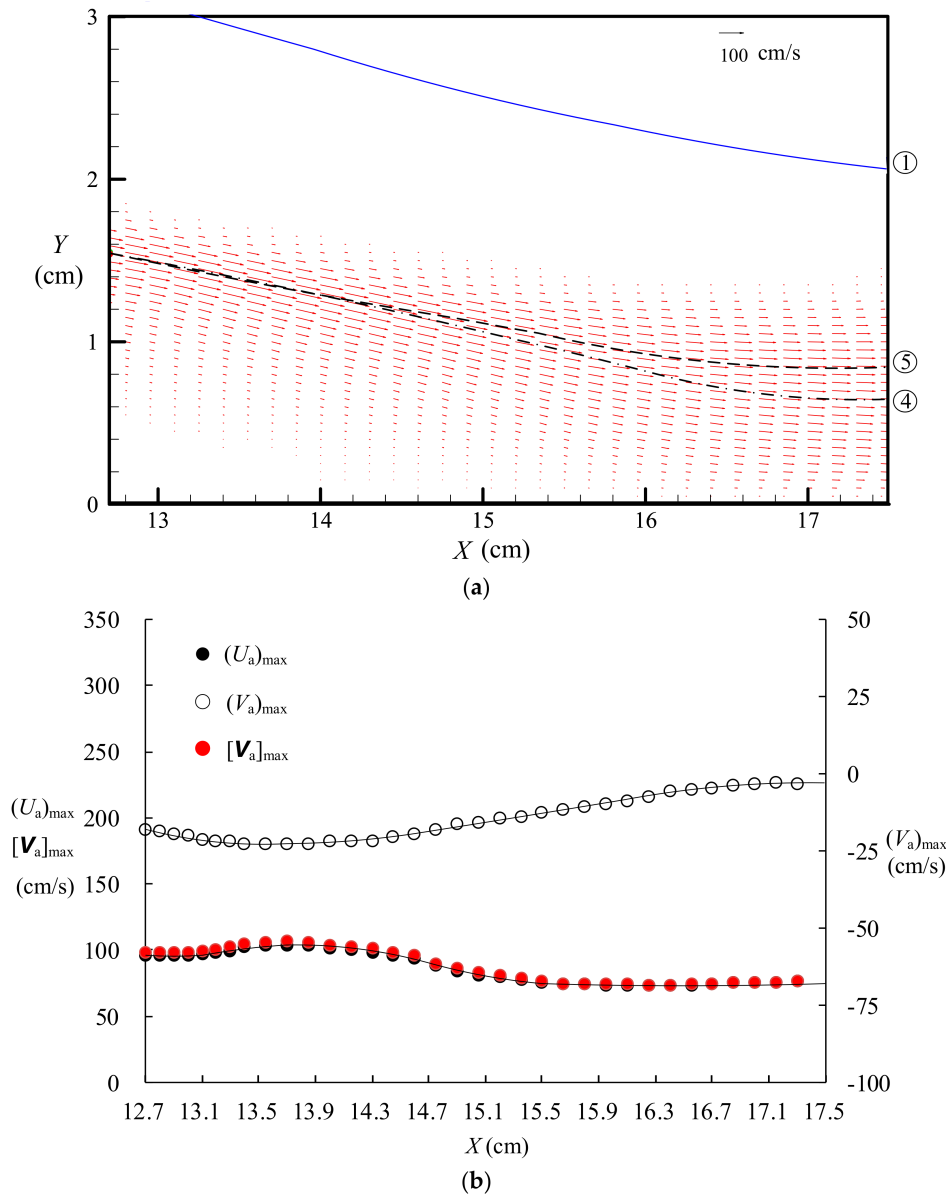 3
100 cm/s
①
2
Y
(cm)
1
⑤
④
0
13 14 15 16 17
X (cm)
(a)
350 50
(Ua)max
300 25
(Va)max
[Va]max
250 0
(Ua)max 200
[Va]max
(cm/s)
-25 (Va)max
(cm/s)
150
100 -50
50 -75
0 -100
12.7 13.1 13.5 13.9 14.3 14.7 15.1 15.5 15.9 16.3 16.7 17.1 17.5
X (cm)
(b)